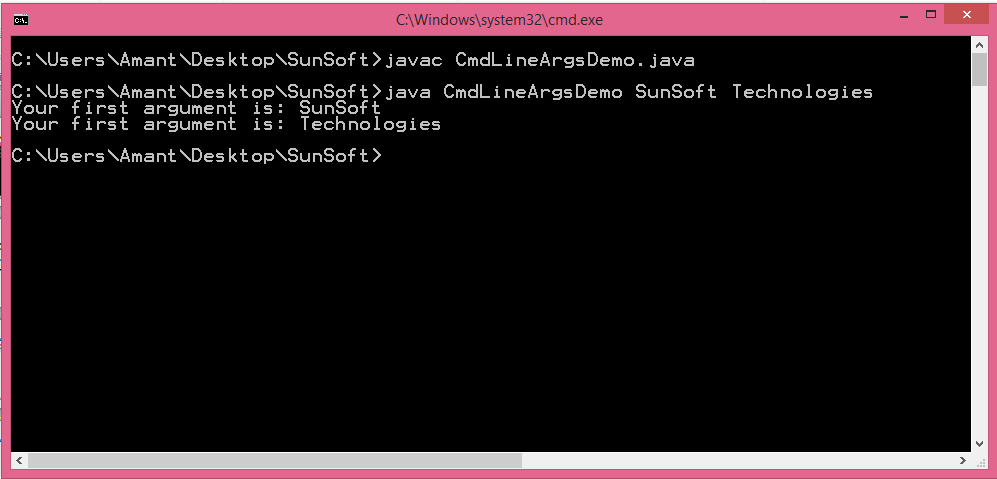 C:\Windows\system32\cmd.exe
C:\Users\Amant\Desktop\SunSoft>javac CmdLineArgsDemo.java
C:\Users\Amant\Desktop\SunSoft>java CmdLineArgsDemo SunSoft Technologies
Your first argument is: SunSoft
Your first argument is: Technologies
C:\Users\Amant\Desktop\SunSoft>